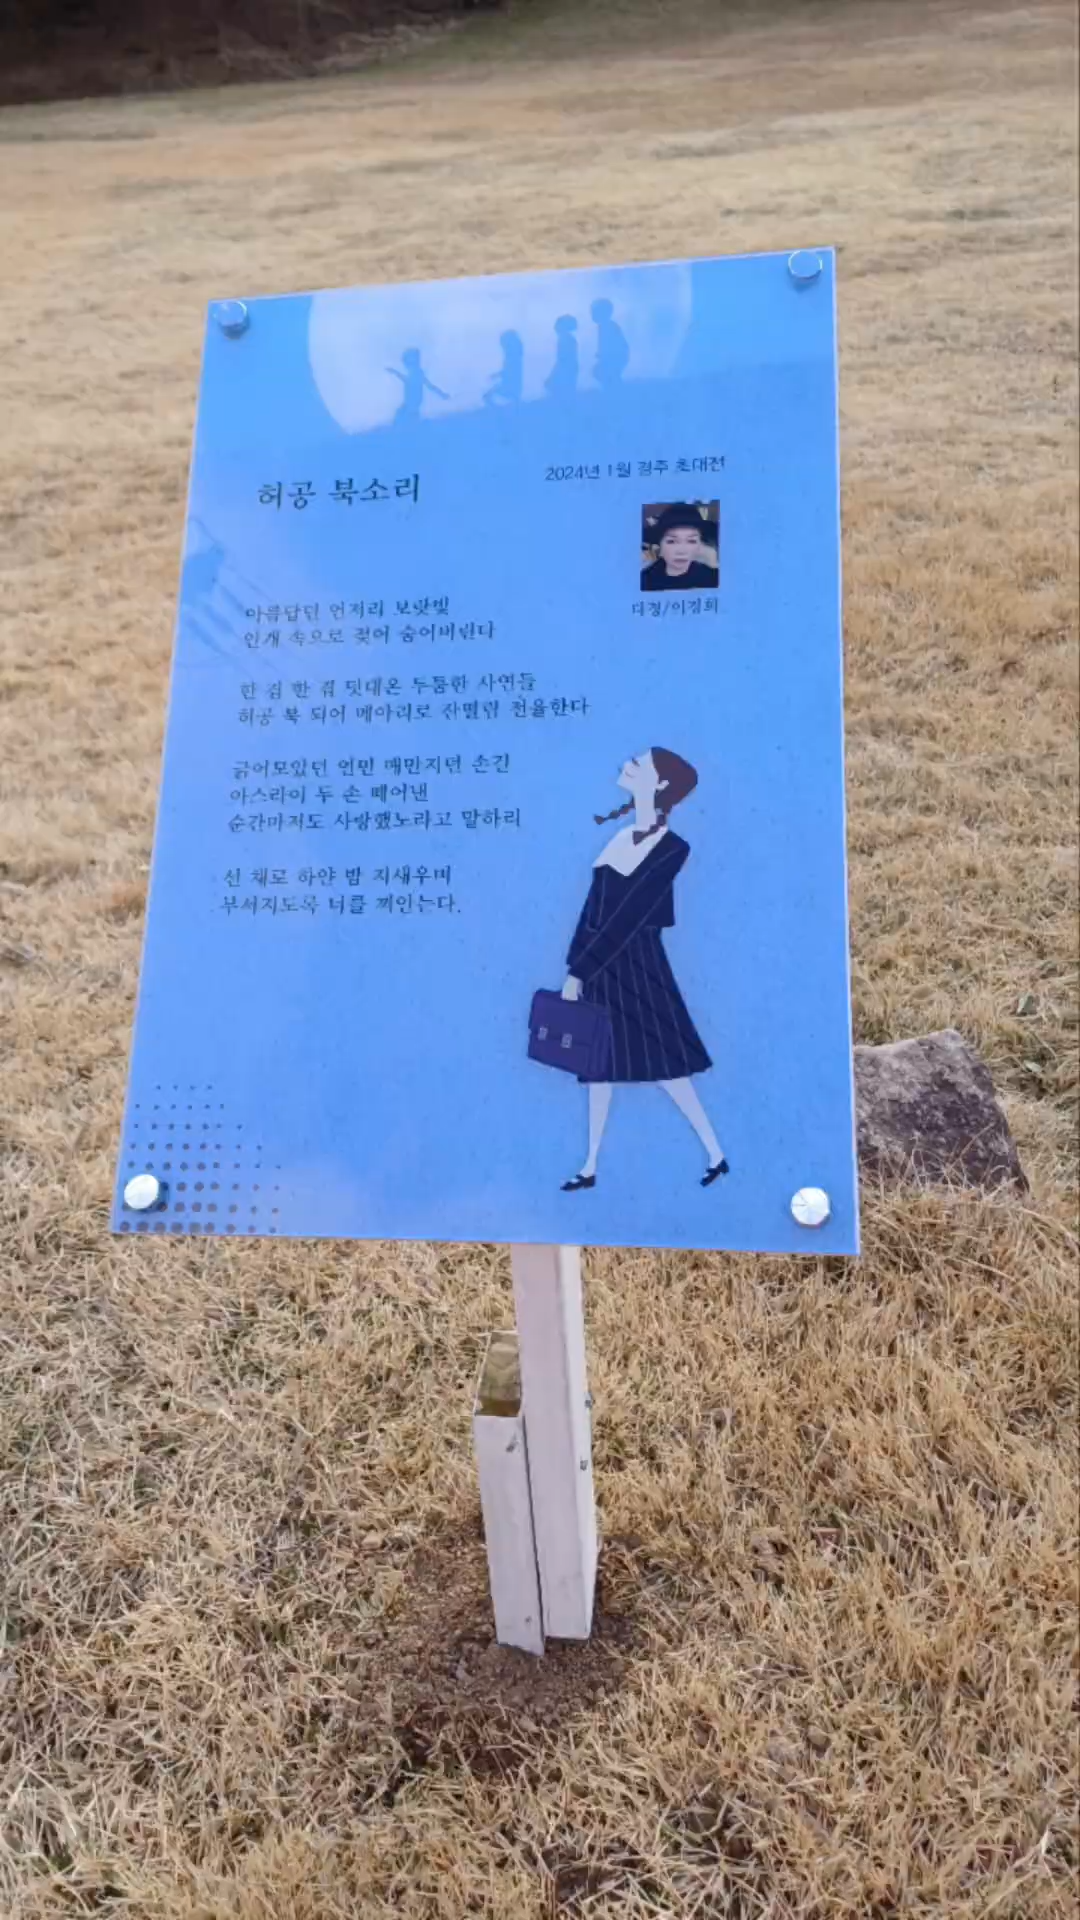 허공 북소리
2024년 1월 경주 초대전
다경/이경희
아름답던 언저리 보랏빛
안개 속으로 젖어 숨어버린다
한 겹 한 겹 덧대온 두툼한 사연들
허공 북 되어 메아리로 잔떨림 전율한다
긁어모았던 연민 매만지던 손길
아스라이 두 손 떼어낸
순간마저도 사랑했노라고 말하리
선 채로 하얀 밤 지새우며
부서지도록 너를 껴안는다.